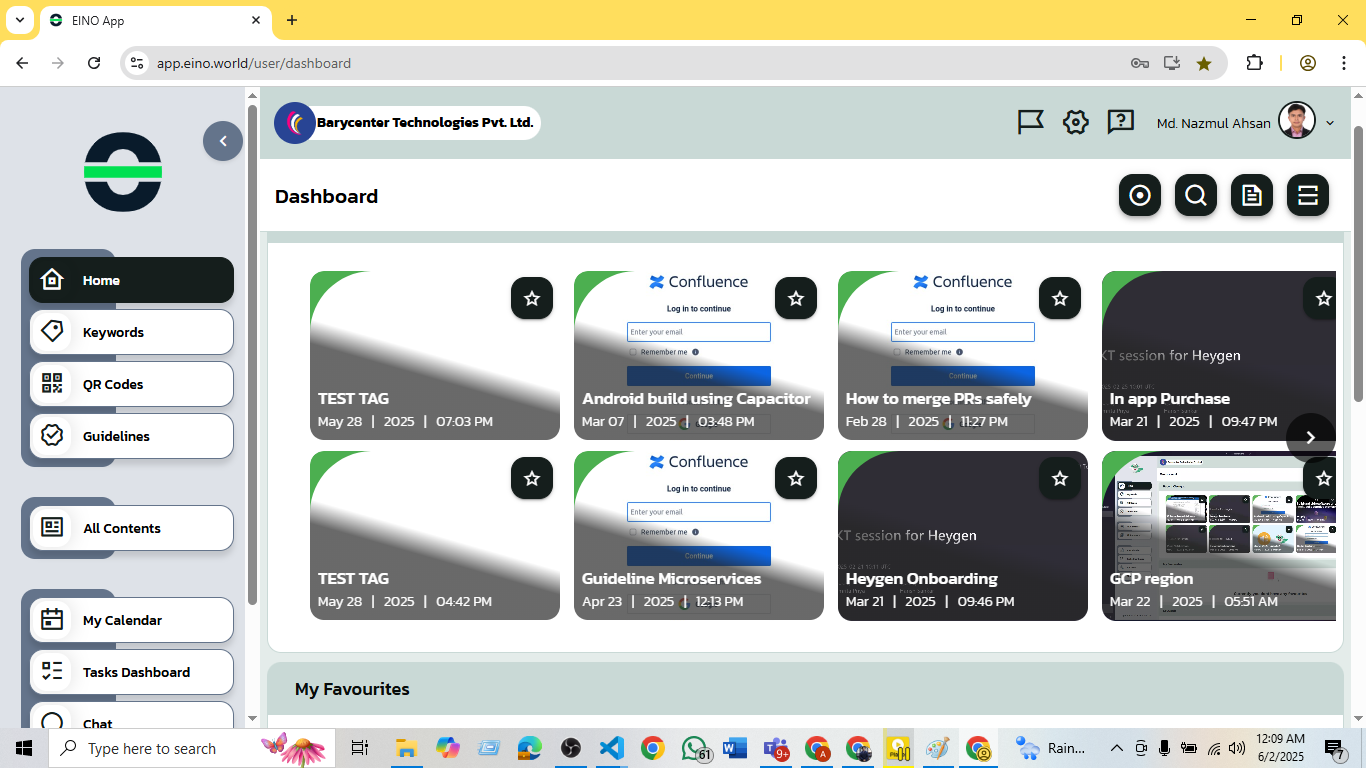 EINO App
app.eino.world/user/dashboard
Barycenter Technologies Pvt. Ltd.
Md. Nazmul Ahsan
Dashboard
Home
Keywords
QR Codes
Guidelines
All Contents
My Calendar
Tasks Dashboard
Chat
TEST TAG
May 28 | 2025 | 07:03 PM
Confluence
Log in to continue
Enter your email
Remember me
Continue
Android build using Capacitor
Mar 07 | 2025 | 03:48 PM
Confluence
Log in to continue
Enter your email
Remember me
Continue
How to merge PRs safely
Feb 28 | 2025 | 11:27 PM
KT session for Heygen
In app Purchase
Mar 21 | 2025 | 09:47 PM
TEST TAG
May 28 | 2025 | 04:42 PM
Confluence
Log in to continue
Enter your email
Remember me
Continue
Guideline Microservices
Apr 23 | 2025 | 12:13 PM
KT session for Heygen
Heygen Onboarding
Mar 21 | 2025 | 09:46 PM
GCP region
Mar 22 | 2025 | 05:51 AM
My Favourites
Type here to search
61
9+
Rain...
12:09 AM
6/2/2025
7